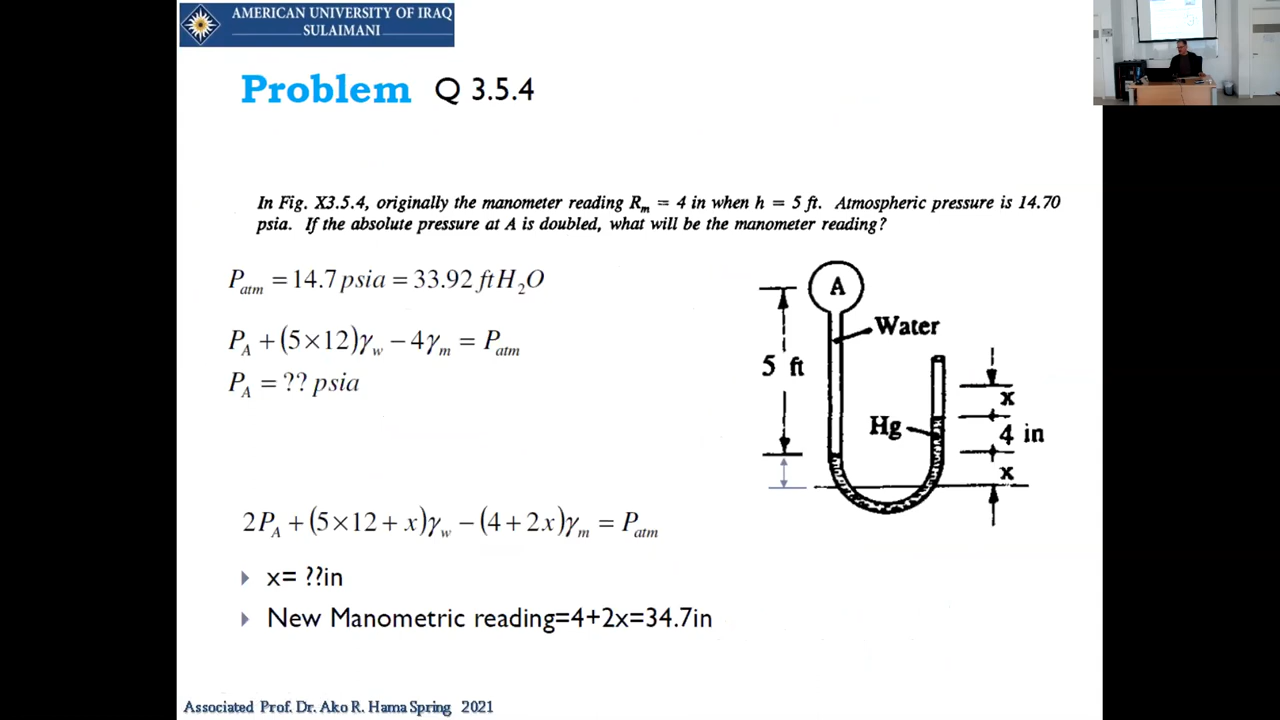 AMERICAN UNIVERSITY OF IRAQ
SULAIMANI
Problem Q 3.5.4
In Fig. X3.5.4, originally the manometer reading Rₘ = 4 in when h = 5 ft. Atmospheric pressure is 14.70
psia. If the absolute pressure at A is doubled, what will be the manometer reading?
P_atm = 14.7 psia = 33.92 ftH₂O
P_A + (5×12)γ_w − 4γ_m = P_atm
P_A = ?? psia
A
Water
5 ft
Hg
x
4 in
x
2P_A + (5×12 + x)γ_w − (4 + 2x)γ_m = P_atm
x= ??in
New Manometric reading=4+2x=34.7in
Associated Prof. Dr. Ako R. Hama Spring 2021